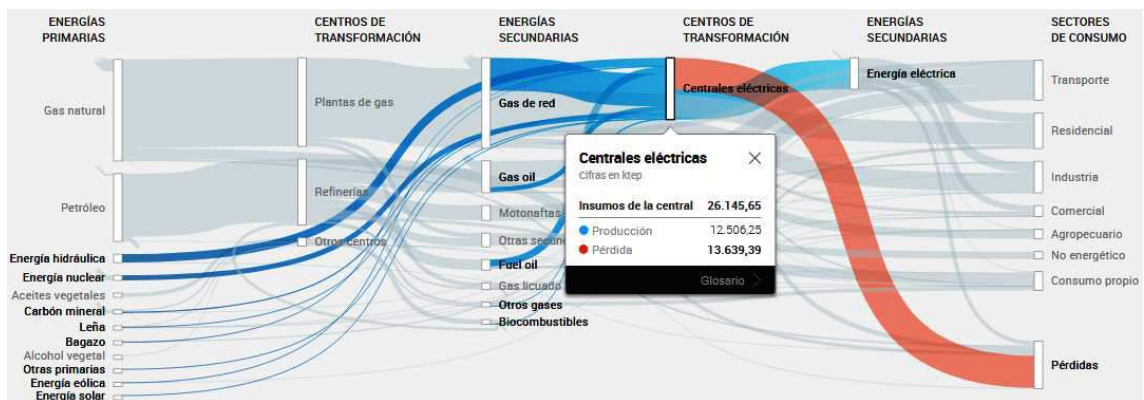 ENERGÍAS
PRIMARIAS
CENTROS DE
TRANSFORMACIÓN
ENERGÍAS
SECUNDARIAS
CENTROS DE
TRANSFORMACIÓN
ENERGÍAS
SECUNDARIAS
SECTORES
DE CONSUMO
Gas natural
Petróleo
Energía hidráulica
Energía nuclear
Aceites vegetales
Carbón mineral
Leña
Bagazo
Alcohol vegetal
Otras primarias
Energía eólica
Energía solar
Plantas de gas
Refinerías
Otros centros
Gas de red
Gas oil
Motonaftas
Otras secund
Fuel oil
Gas licuado
Otros gases
Biocombustibles
Centrales eléctricas
Centrales eléctricas
Cifras en ktep
Insumos de la central 26.145,65
Producción 12.506,25
Pérdida 13.639,39
Glosario
Energía eléctrica
Transporte
Residencial
Industria
Comercial
Agropecuario
No energético
Consumo propio
Pérdidas